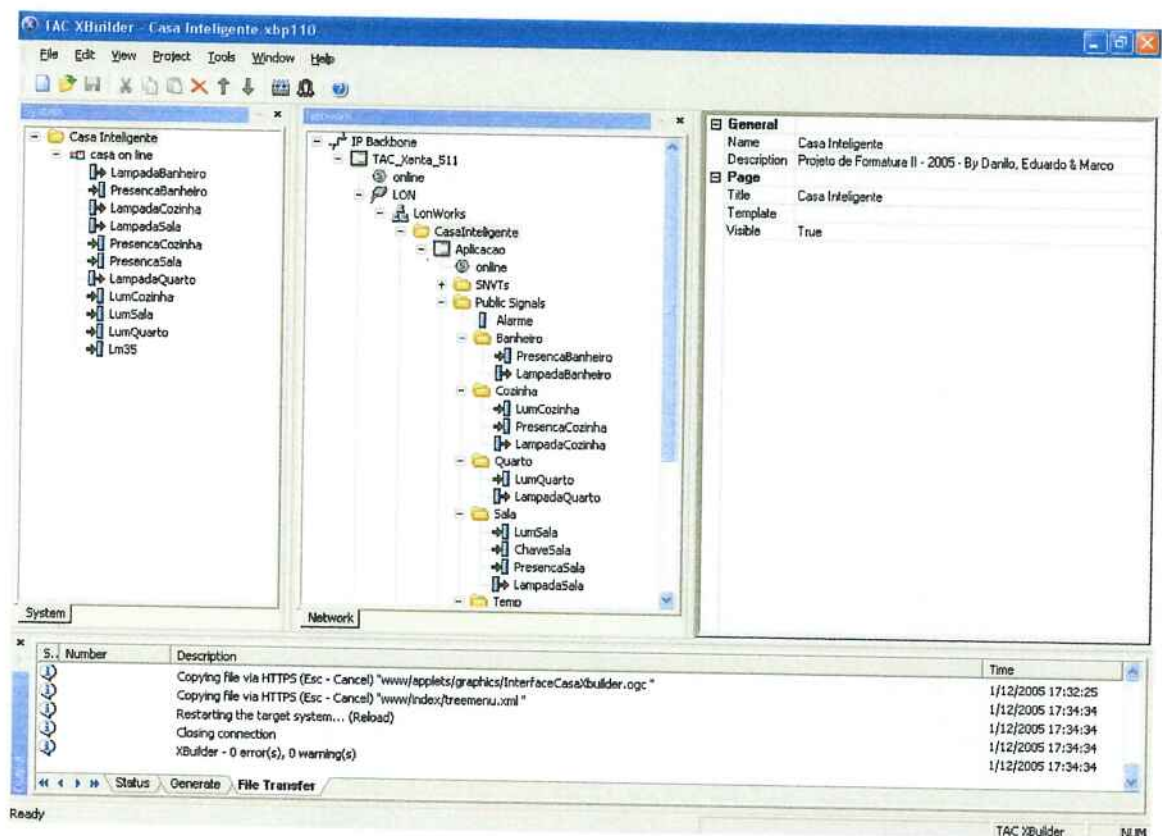 TAC XBuilder - Casa Inteligente.xbp110
File Edit View Project Tools Window Help
System
Casa Inteligente
casa on line
LampadaBanheiro
PresencaBanheiro
LampadaCozinha
LampadaSala
PresencaCozinha
PresencaSala
LampadaQuarto
LumCozinha
LumSala
LumQuarto
Lm35
System
Network
IP Backbone
TAC_Xenta_511
online
LON
LonWorks
CasaInteligente
Aplicacao
online
SNVTs
Public Signals
Alarme
Banheiro
PresencaBanheiro
LampadaBanheiro
Cozinha
LumCozinha
PresencaCozinha
LampadaCozinha
Quarto
LumQuarto
LampadaQuarto
Sala
LumSala
ChaveSala
PresencaSala
LampadaSala
Temp
Network
General
Name Casa Inteligente
Description Projeto de Formatura II - 2005 - By Danilo, Eduardo & Marco
Page
Title Casa Inteligente
Template
Visible True
S.. Number Description Time
Copying file via HTTPS (Esc - Cancel) "www/applets/graphics/InterfaceCasaXbuilder.ogc " 1/12/2005 17:32:25
Copying file via HTTPS (Esc - Cancel) "www/index/treemenu.xml " 1/12/2005 17:34:34
Restarting the target system... (Reload) 1/12/2005 17:34:34
Closing connection 1/12/2005 17:34:34
XBuilder - 0 error(s), 0 warning(s) 1/12/2005 17:34:34
Status Generate File Transfer
Ready
TAC XBuilder NUM